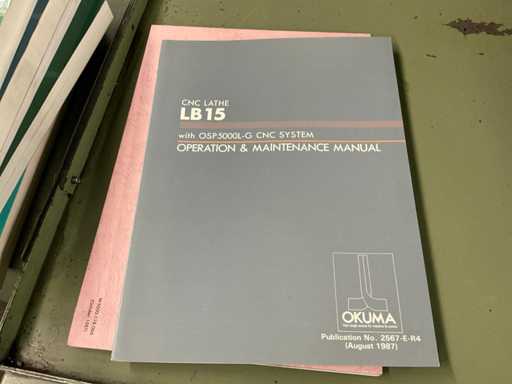 CNC LATHE
LB15
with OSP5000L-G CNC SYSTEM
OPERATION & MAINTENANCE MANUAL
OKUMA
Publication No. 2567-E-R4
(August 1987)